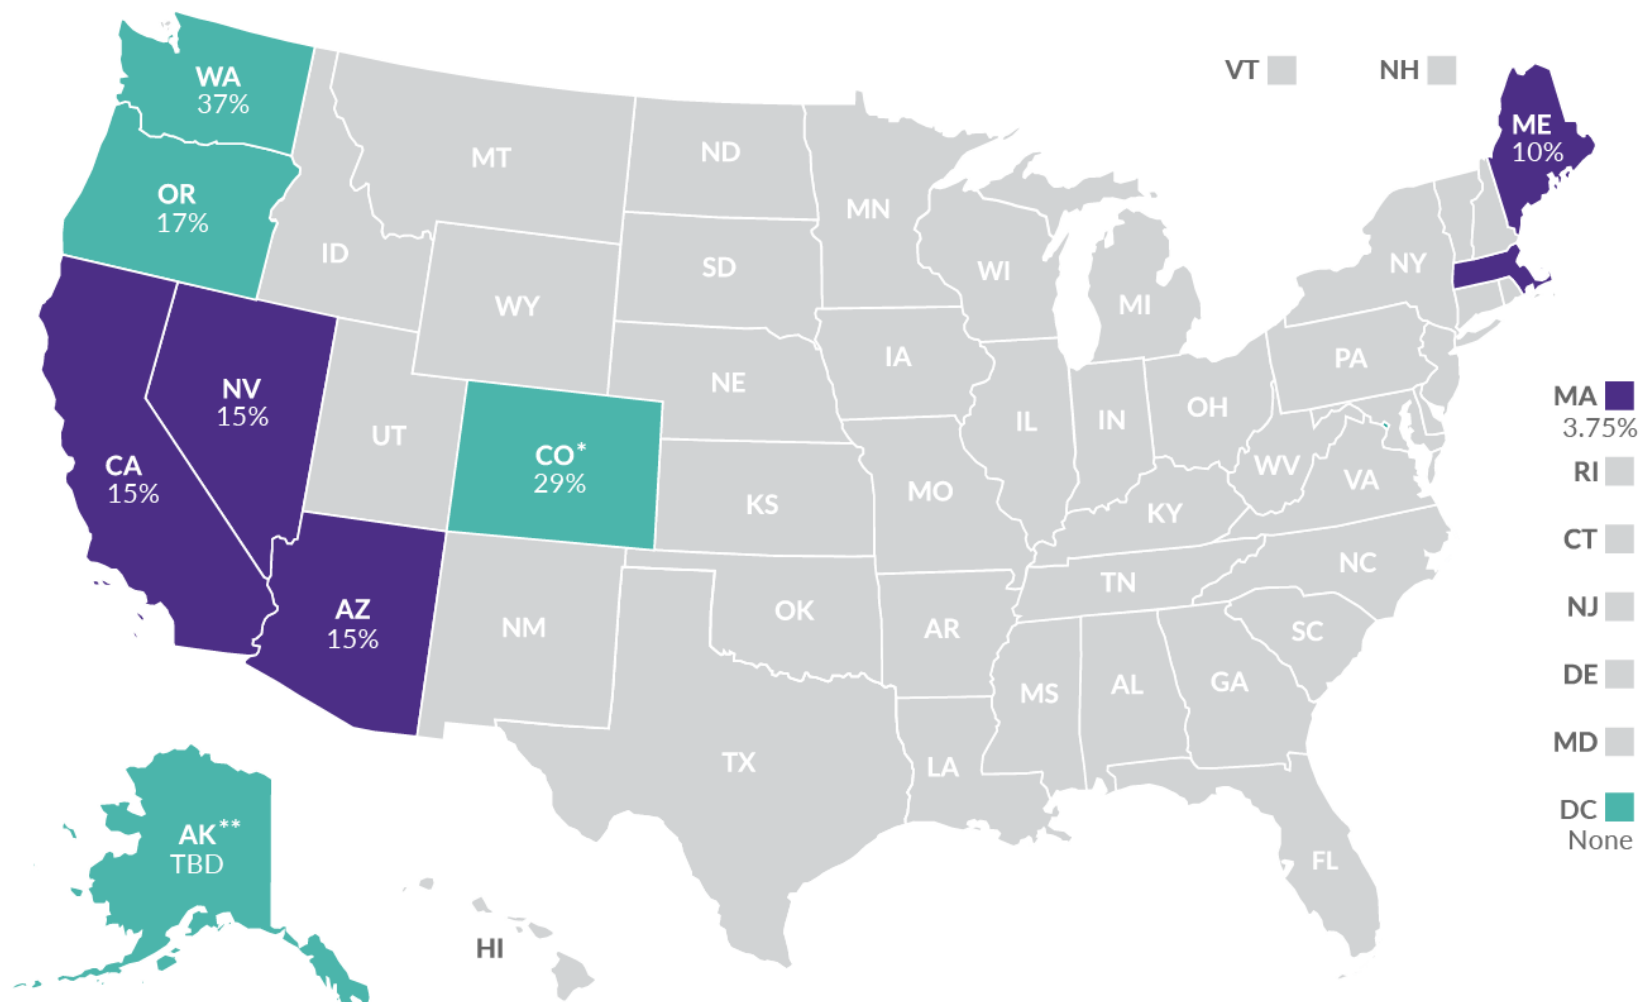 VT
NH
WA
37%
ME
10%
MT
ND
OR
17%
MN
ID
SD
WI
NY
WY
MI
IA
PA
NE
NV
15%
MA
3.75%
UT
CO*
29%
IL
IN
OH
CA
15%
WV
VA
RI
KS
MO
KY
CT
NC
TN
AZ
15%
NM
OK
AR
SC
NJ
MS
AL
GA
DE
TX
LA
MD
AK**
TBD
DC
None
FL
HI